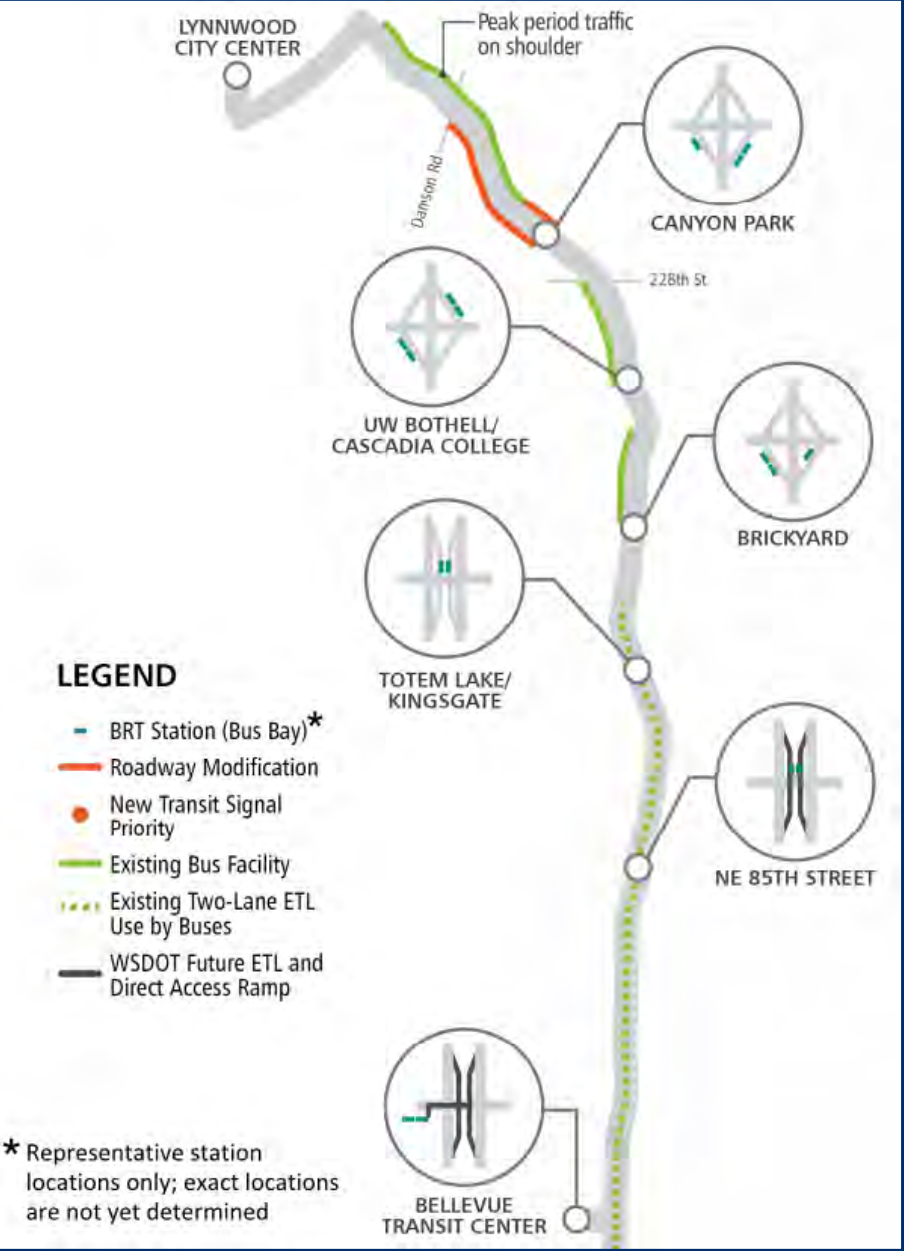 LYNNWOOD
CITY CENTER
Peak period traffic
on shoulder
Damson Rd
CANYON PARK
228th St
UW BOTHELL/
CASCADIA COLLEGE
BRICKYARD
TOTEM LAKE/
KINGSGATE
NE 85TH STREET
LEGEND
BRT Station (Bus Bay)*
Roadway Modification
New Transit Signal
Priority
Existing Bus Facility
Existing Two-Lane ETL
Use by Buses
WSDOT Future ETL and
Direct Access Ramp
* Representative station
locations only; exact locations
are not yet determined
BELLEVUE
TRANSIT CENTER